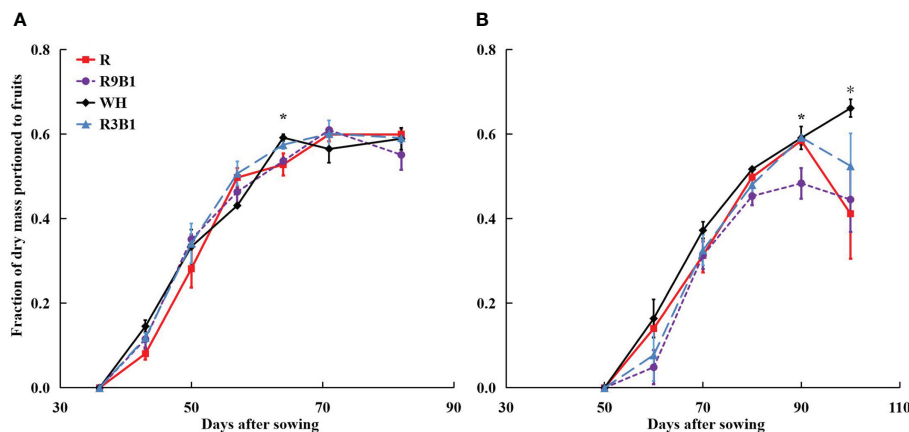 A
B
Fraction of dry mass portioned to fruits
0.8
0.6
0.4
0.2
0.0
R
R9B1
WH
R3B1
*
30
50
70
90
Days after sowing
0.8
0.6
0.4
0.2
0.0
*
*
30
50
70
90
110
Days after sowing